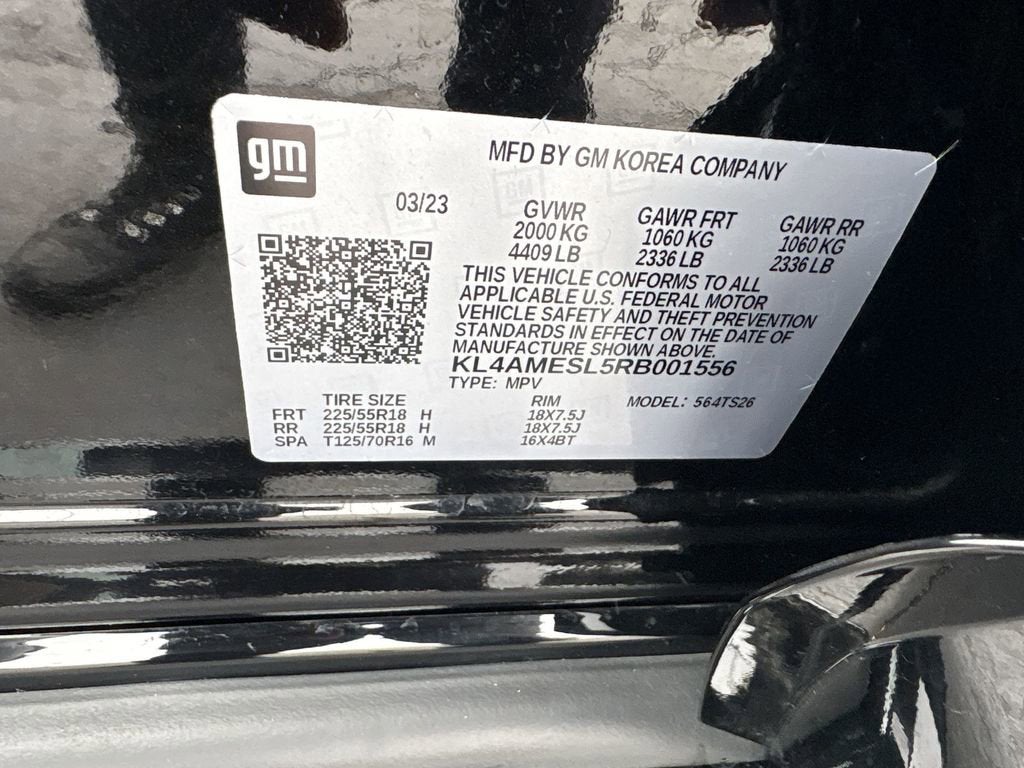 gm
MFD BY GM KOREA COMPANY
03/23
GVWR GAWR FRT GAWR RR
2000 KG 1060 KG 1060 KG
4409 LB 2336 LB 2336 LB
THIS VEHICLE CONFORMS TO ALL
APPLICABLE U.S. FEDERAL MOTOR
VEHICLE SAFETY AND THEFT PREVENTION
STANDARDS IN EFFECT ON THE DATE OF
MANUFACTURE SHOWN ABOVE.
KL4AMESL5RB001556
TYPE: MPV MODEL: 564TS26
TIRE SIZE RIM
FRT 225/55R18 H 18X7.5J
RR 225/55R18 H 18X7.5J
SPA T125/70R16 M 16X4BT